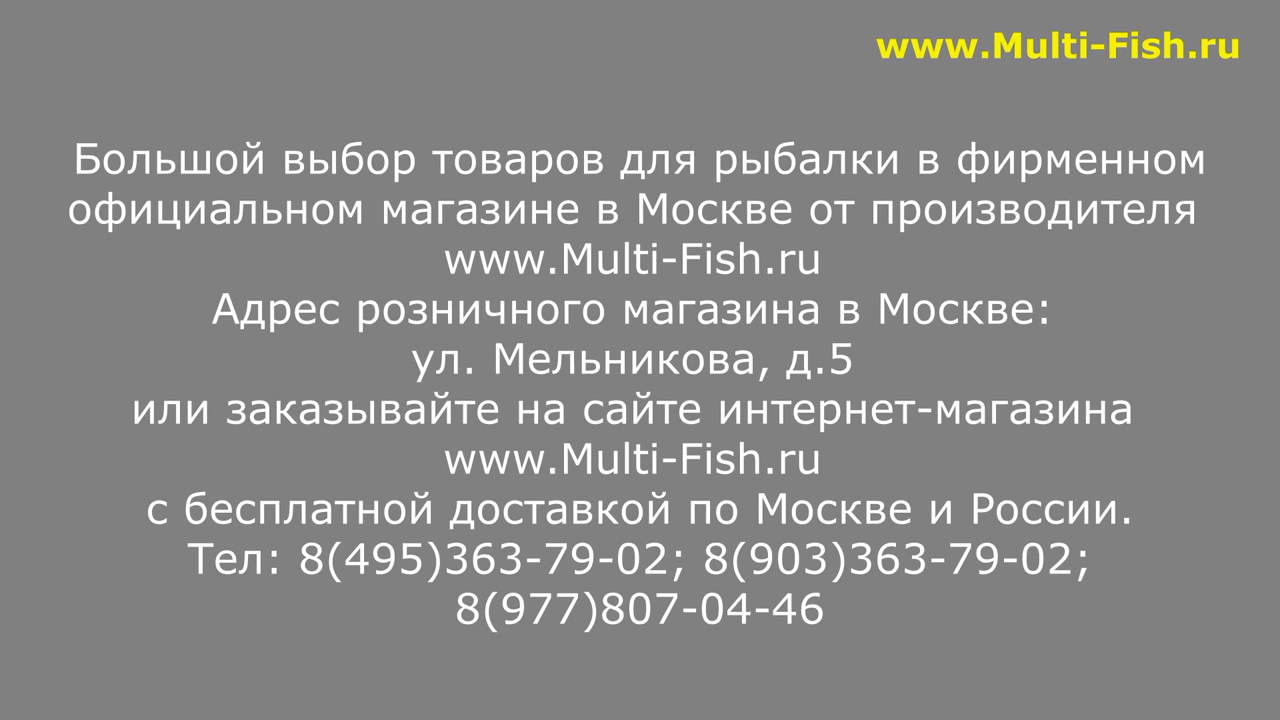 www.Multi-Fish.ru
Большой выбор товаров для рыбалки в фирменном
официальном магазине в Москве от производителя
www.Multi-Fish.ru
Адрес розничного магазина в Москве:
ул. Мельникова, д.5
или заказывайте на сайте интернет-магазина
www.Multi-Fish.ru
с бесплатной доставкой по Москве и России.
Тел: 8(495)363-79-02; 8(903)363-79-02;
8(977)807-04-46